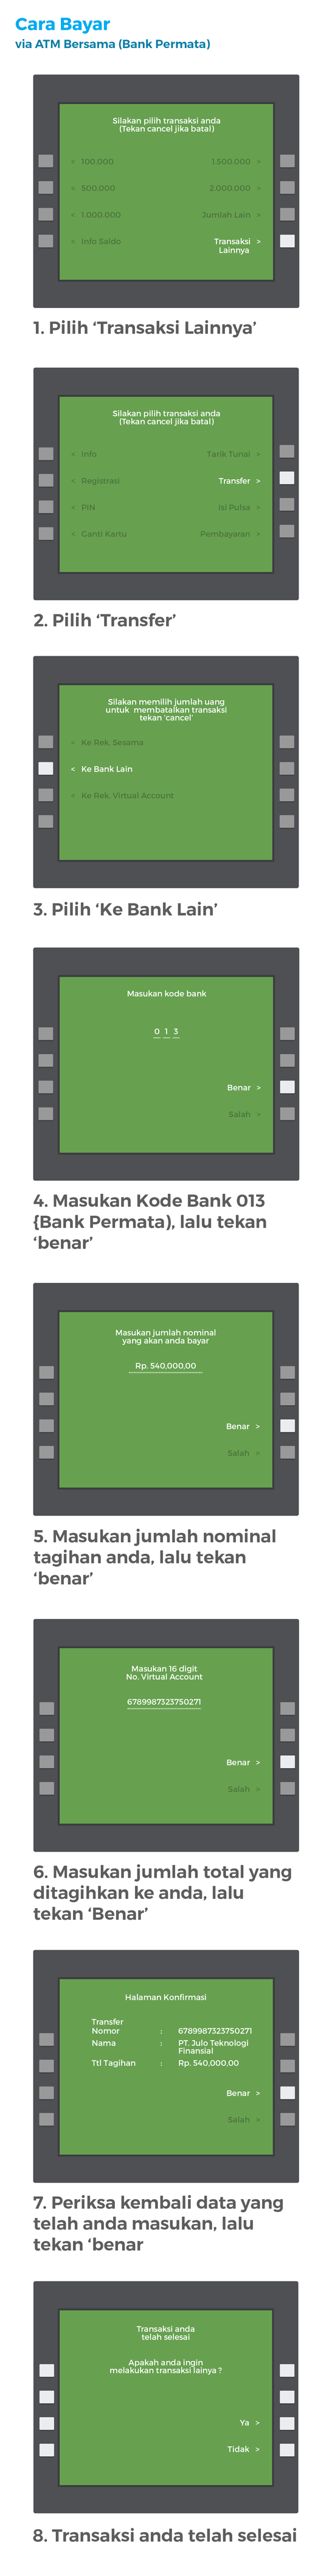 Cara Bayar
via ATM Bersama (Bank Permata)
Silakan pilih transaksi anda
(Tekan cancel jika batal)
< 100.000 1.500.000 >
< 500.000 2.000.000 >
< 1.000.000 Jumlah Lain >
< Info Saldo Transaksi >
Lainnya
1. Pilih ‘Transaksi Lainnya’
Silakan pilih transaksi anda
(Tekan cancel jika batal)
< Info Tarik Tunai >
< Registrasi Transfer >
< PIN Isi Pulsa >
< Ganti Kartu Pembayaran >
2. Pilih ‘Transfer’
Silakan memilih jumlah uang
untuk membatalkan transaksi
tekan ‘cancel’
< Ke Rek. Sesama
< Ke Bank Lain
< Ke Rek. Virtual Account
3. Pilih ‘Ke Bank Lain’
Masukan kode bank
0 1 3
Benar >
Salah >
4. Masukan Kode Bank 013
{Bank Permata), lalu tekan
‘benar’
Masukan jumlah nominal
yang akan anda bayar
Rp. 540.000,00
Benar >
Salah >
5. Masukan jumlah nominal
tagihan anda, lalu tekan
‘benar’
Masukan 16 digit
No. Virtual Account
6789987323750271
Benar >
Salah >
6. Masukan jumlah total yang
ditagihkan ke anda, lalu
tekan ‘Benar’
Halaman Konfirmasi
Transfer
Nomor : 6789987323750271
Nama : PT. Julo Teknologi
Finansial
Ttl Tagihan : Rp. 540.000,00
Benar >
Salah >
7. Periksa kembali data yang
telah anda masukan, lalu
tekan ‘benar
Transaksi anda
telah selesai
Apakah anda ingin
melakukan transaksi lainya ?
Ya >
Tidak >
8. Transaksi anda telah selesai